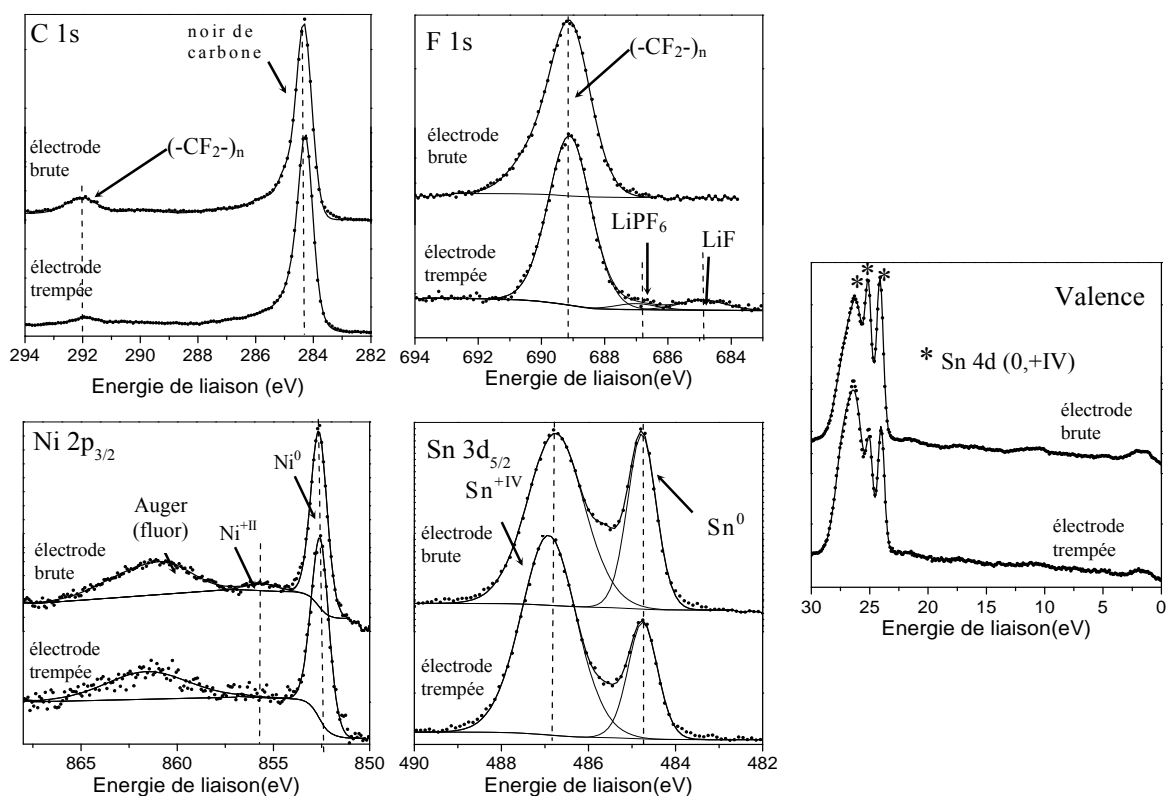 C 1s
noir de
carbone
électrode
brute
(-CF2-)n
électrode
trempée
294 292 290 288 286 284 282
Energie de liaison (eV)
F 1s
(-CF2-)n
électrode
brute
LiPF6
LiF
électrode
trempée
694 692 690 688 686 684
Energie de liaison(eV)
Ni 2p3/2
Ni0
Auger
(fluor)
Ni+II
électrode
brute
électrode
trempée
865 860 855 850
Energie de liaison(eV)
Sn 3d5/2
Sn+IV
Sn0
électrode
brute
électrode
trempée
490 488 486 484 482
Energie de liaison(eV)
* * *
Valence
* Sn 4d (0,+IV)
électrode
brute
électrode
trempée
30 25 20 15 10 5 0
Energie de liaison(eV)